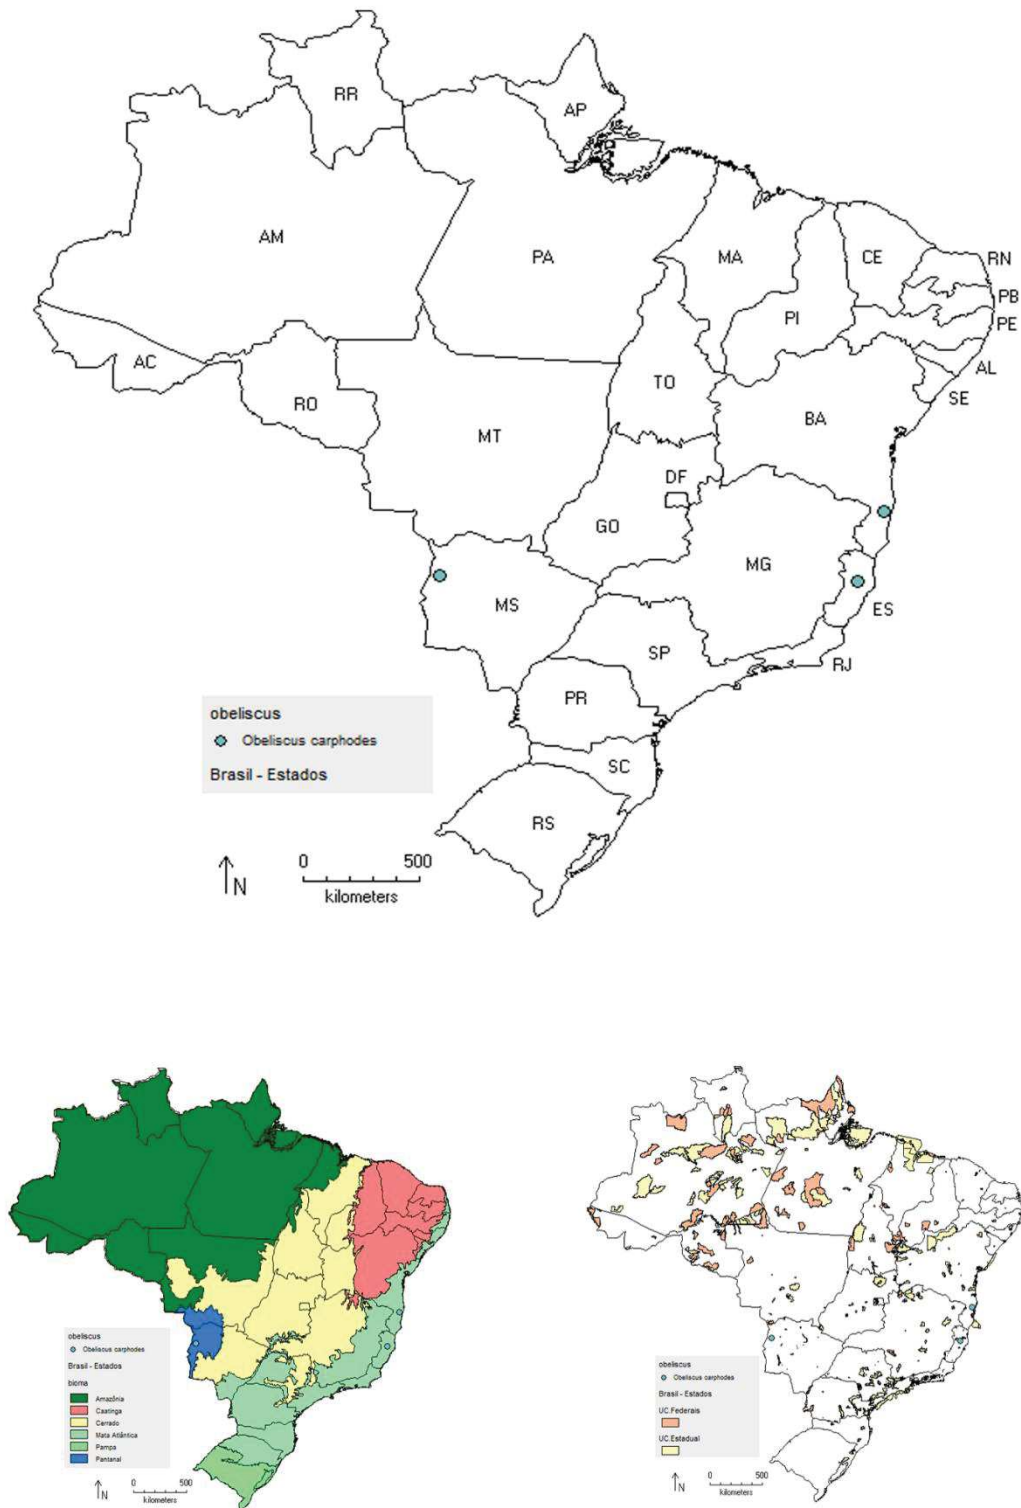 RR
AP
AM
PA
MA
CE
RN
PB
PE
PI
AC
AL
TO
SE
RO
BA
MT
DF
GO
MG
MS
ES
SP
RJ
PR
SC
RS
obeliscus
Obeliscus carphodes
Brasil - Estados
0 500
kilometers
N
obeliscus
Obeliscus carphodes
Brasil - Estados
bioma
Amazônia
Caatinga
Cerrado
Mata Atlântica
Pampa
Pantanal
0 500
kilometers
N
obeliscus
Obeliscus carphodes
Brasil - Estados
UC.Federais
UC.Estadual
0 500
kilometers
N